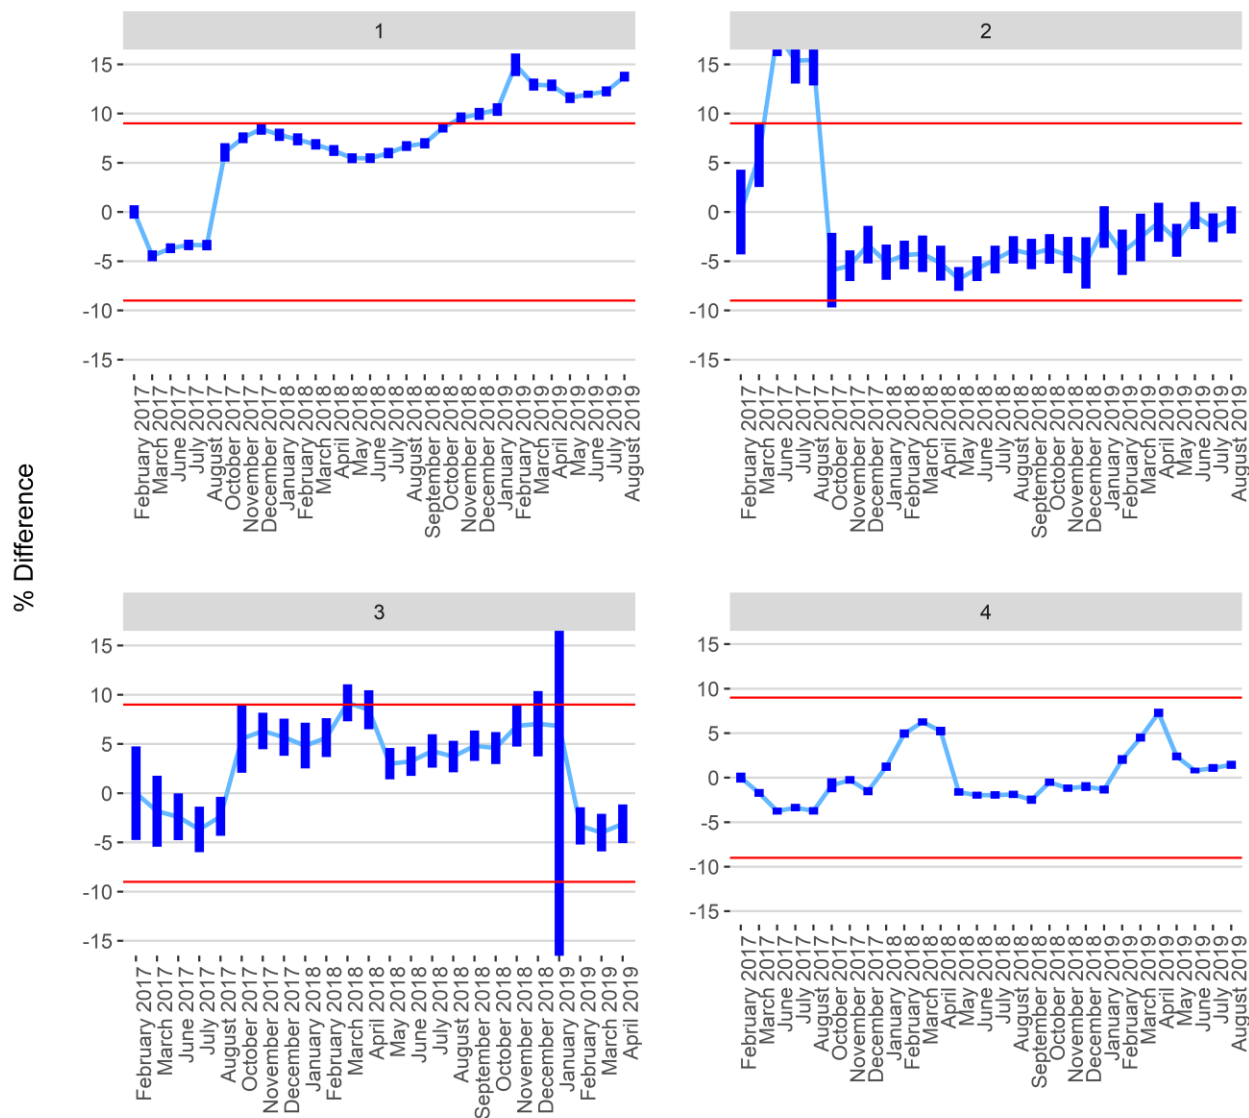 % Difference
1
15
10
5
0
-5
-10
-15
February 2017
March 2017
June 2017
July 2017
August 2017
October 2017
November 2017
December 2017
January 2018
February 2018
March 2018
April 2018
May 2018
June 2018
July 2018
August 2018
September 2018
October 2018
November 2018
December 2018
January 2019
February 2019
March 2019
April 2019
May 2019
June 2019
July 2019
August 2019
2
15
10
5
0
-5
-10
-15
February 2017
March 2017
June 2017
July 2017
August 2017
October 2017
November 2017
December 2017
January 2018
February 2018
March 2018
April 2018
May 2018
June 2018
July 2018
August 2018
September 2018
October 2018
November 2018
December 2018
January 2019
February 2019
March 2019
April 2019
May 2019
June 2019
July 2019
August 2019
3
15
10
5
0
-5
-10
-15
February 2017
March 2017
June 2017
July 2017
August 2017
October 2017
November 2017
December 2017
January 2018
February 2018
March 2018
April 2018
May 2018
June 2018
July 2018
August 2018
September 2018
October 2018
November 2018
December 2018
January 2019
February 2019
March 2019
April 2019
4
15
10
5
0
-5
-10
-15
February 2017
March 2017
June 2017
July 2017
August 2017
October 2017
November 2017
December 2017
January 2018
February 2018
March 2018
April 2018
May 2018
June 2018
July 2018
August 2018
September 2018
October 2018
November 2018
December 2018
January 2019
February 2019
March 2019
April 2019
May 2019
June 2019
July 2019
August 2019